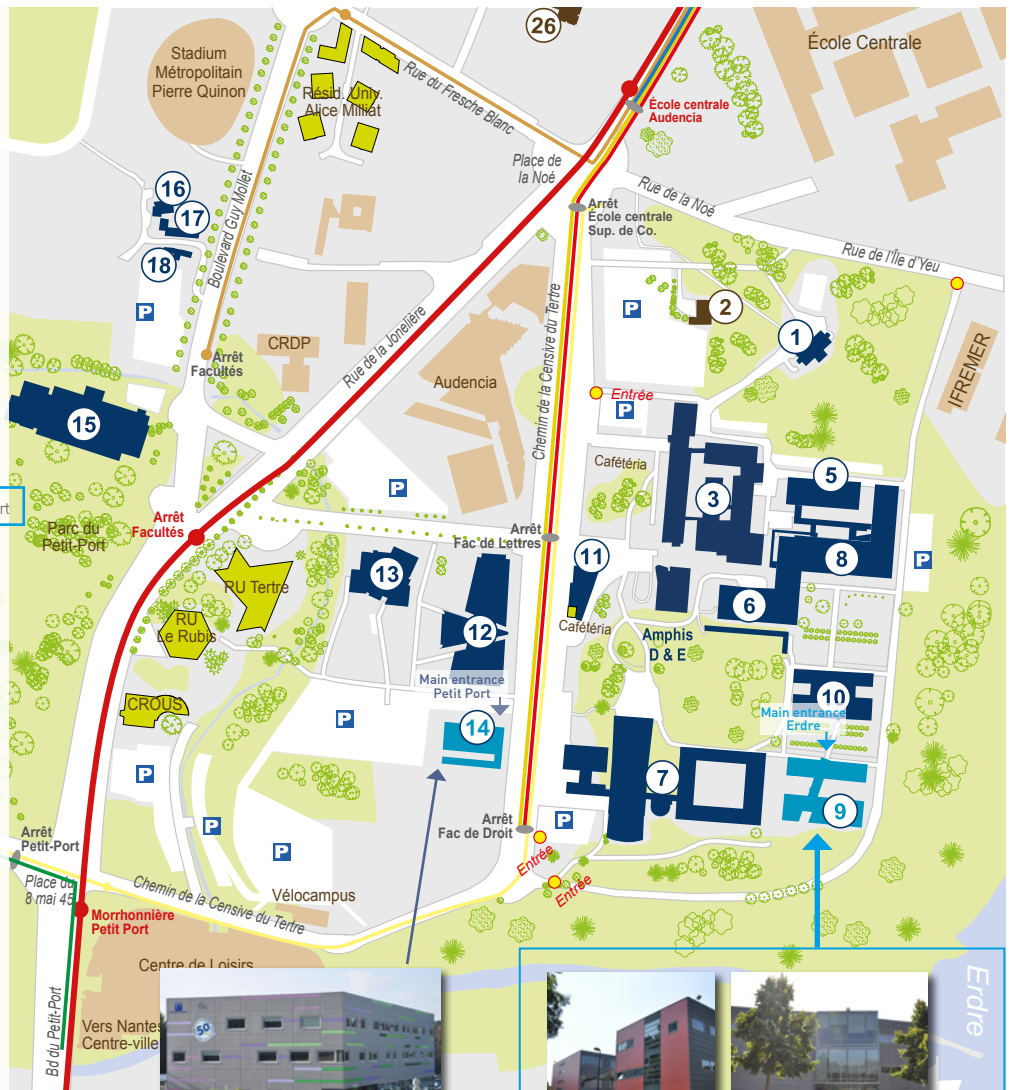 26
École Centrale
Stadium
Métropolitain
Pierre Quinon
Résid. Univ.
Alice Milliat
Rue du Fresche Blanc
École centrale
Audencia
Place de
la Noé
Rue de la Noé
16
17
18
Boulevard Guy Mollet
Arrêt
École centrale
Sup. de Co.
Rue de l'Île d'Yeu
P
P
2
1
CRDP
Arrêt
Facultés
Rue de la Jonelière
Audencia
Chemin de la Censive du Tertre
IFREMER
Entrée
P
15
Cafétéria
3
5
P
rt
Parc du
Petit-Port
Arrêt
Facultés
Arrêt
Fac de Lettres
11
8
P
RU Tertre
13
6
RU
Le Rubis
12
Cafétéria
Amphis
D & E
Main entrance
Petit Port
10
CROUS
P
14
Main entrance
Erdre
P
7
9
Arrêt
Fac de Droit
P
P
P
Arrêt
Petit-Port
Entrée
Entrée
Place du
8 mai 45
Chemin de la Censive du Tertre
Vélocampus
Morrhonnière
Petit Port
Centre de Loisirs
Erdre
50
Vers Nantes
Centre-ville
Bd du Petit-Port